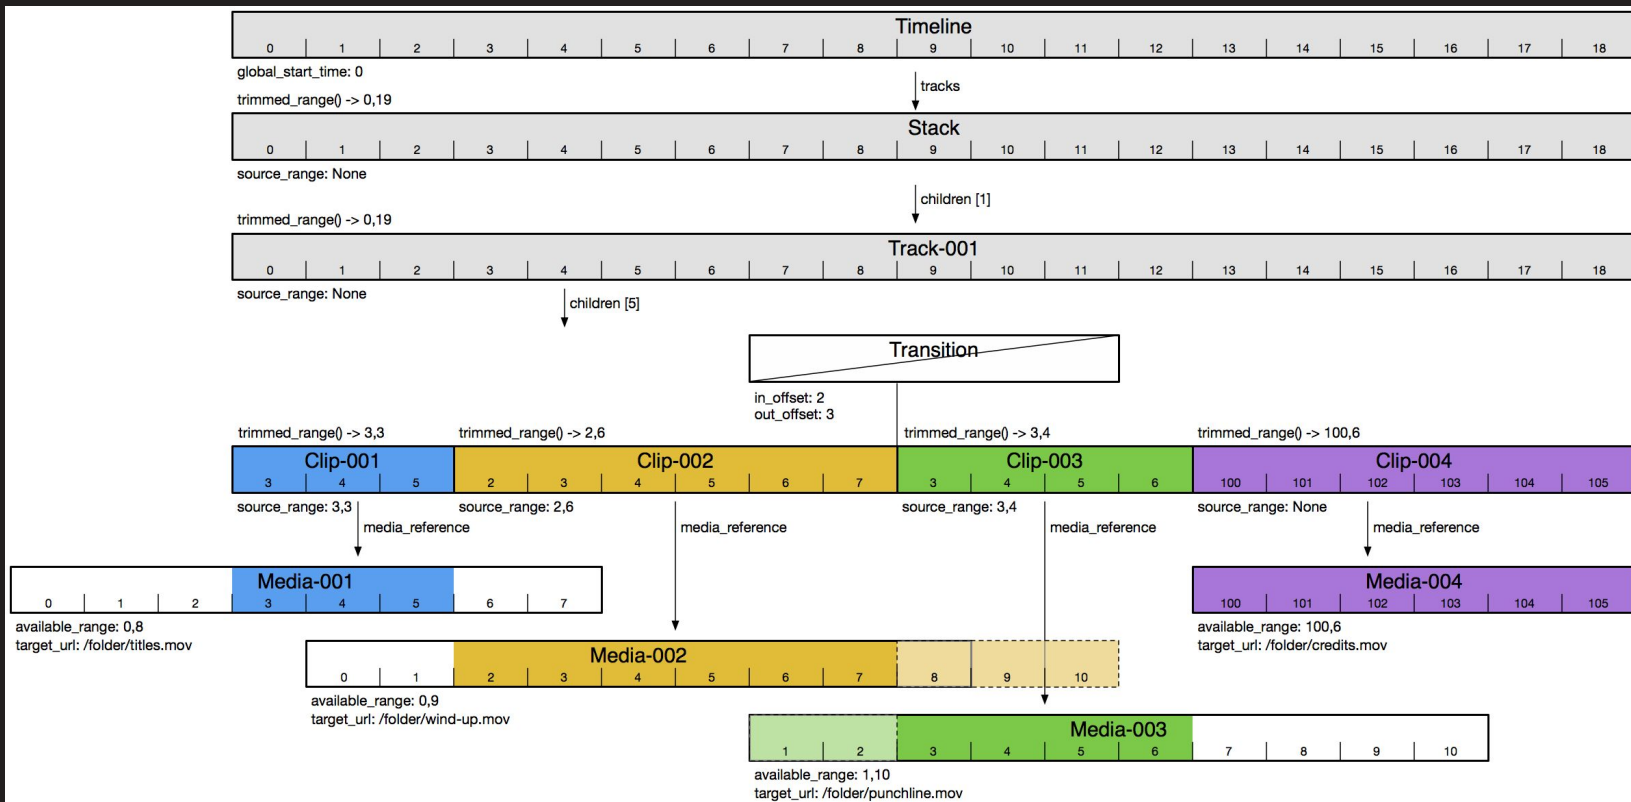 Timeline
0 1 2 3 4 5 6 7 8 9 10 11 12 13 14 15 16 17 18
global_start_time: 0
tracks
trimmed_range() -> 0,19
Stack
0 1 2 3 4 5 6 7 8 9 10 11 12 13 14 15 16 17 18
source_range: None
children [1]
trimmed_range() -> 0,19
Track-001
0 1 2 3 4 5 6 7 8 9 10 11 12 13 14 15 16 17 18
source_range: None
children [5]
Transition
in_offset: 2
out_offset: 3
trimmed_range() -> 3,3 trimmed_range() -> 2,6 trimmed_range() -> 3,4 trimmed_range() -> 100,6
Clip-001 Clip-002 Clip-003 Clip-004
3 4 5 2 3 4 5 6 7 3 4 5 6 100 101 102 103 104 105
source_range: 3,3 source_range: 2,6 source_range: 3,4 source_range: None
media_reference media_reference media_reference media_reference
Media-001 Media-004
0 1 2 3 4 5 6 7 100 101 102 103 104 105
available_range: 0,8 available_range: 100,6
target_url: /folder/titles.mov target_url: /folder/credits.mov
Media-002
0 1 2 3 4 5 6 7 8 9 10
available_range: 0,9
target_url: /folder/wind-up.mov
Media-003
1 2 3 4 5 6 7 8 9 10
available_range: 1,10
target_url: /folder/punchline.mov